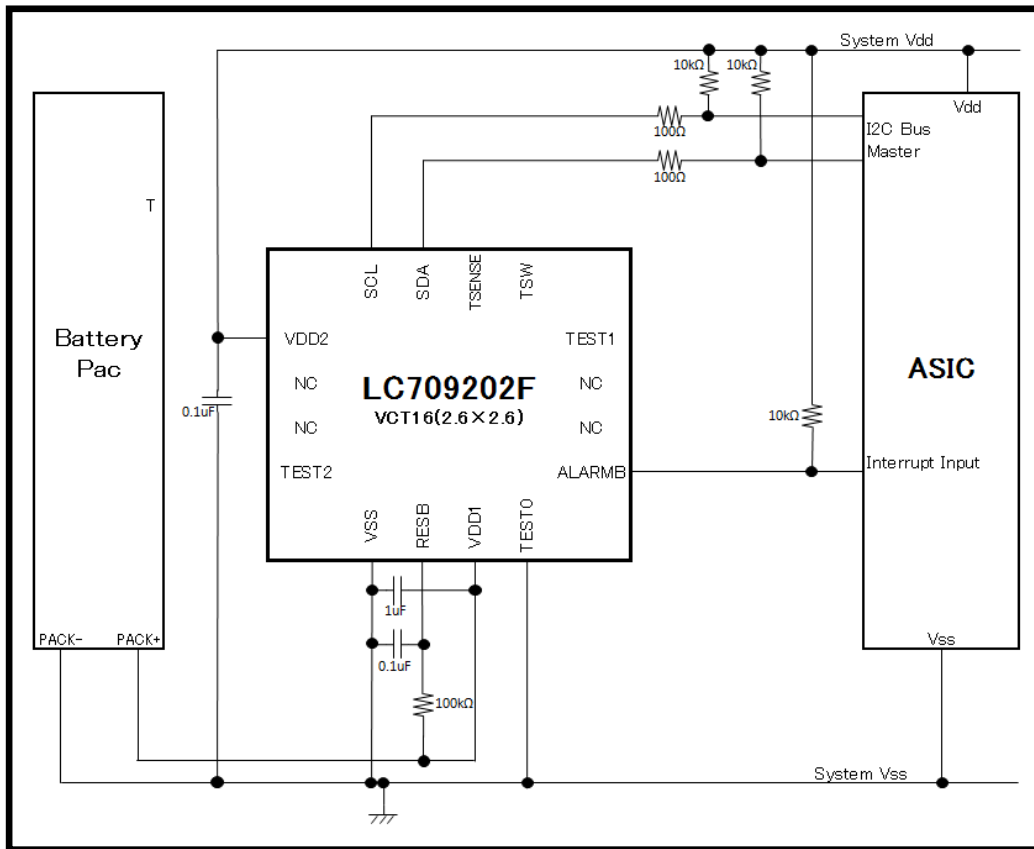 System Vdd
10kΩ
10kΩ
Vdd
100Ω
I2C Bus
Master
100Ω
T
SCL
SDA
TSENSE
TSW
Battery
Pac
VDD2
TEST1
NC
LC709202F
VCT16(2.6×2.6)
ASIC
0.1uF
NC
NC
10kΩ
TEST2
ALARMB
Interrupt Input
VSS
RESB
VDD1
TEST0
NC
1uF
PACK-
PACK+
0.1uF
Vss
100kΩ
System Vss